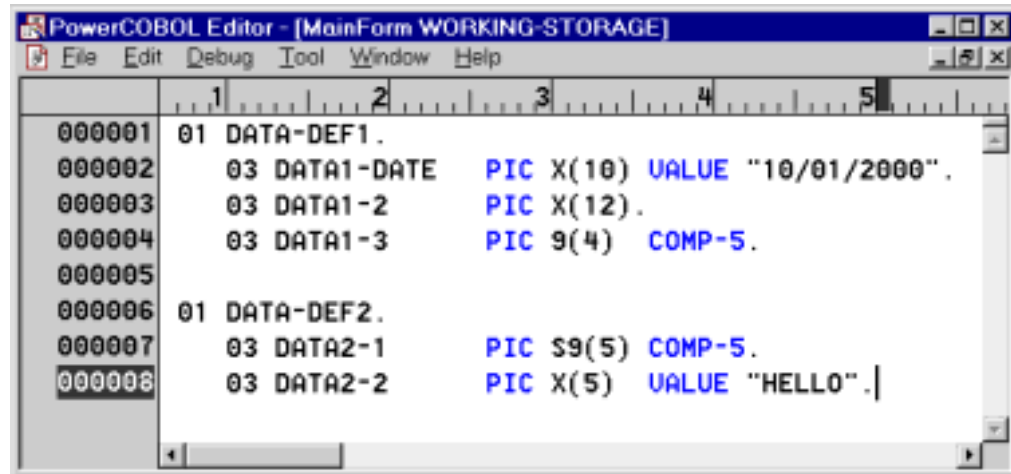 PowerCOBOL Editor - [MainForm WORKING-STORAGE]
File Edit Debug Tool Window Help
1 2 3 4 5
000001 01 DATA-DEF1.
000002 03 DATA1-DATE PIC X(10) VALUE "10/01/2000".
000003 03 DATA1-2 PIC X(12).
000004 03 DATA1-3 PIC 9(4) COMP-5.
000005
000006 01 DATA-DEF2.
000007 03 DATA2-1 PIC S9(5) COMP-5.
000008 03 DATA2-2 PIC X(5) VALUE "HELLO".